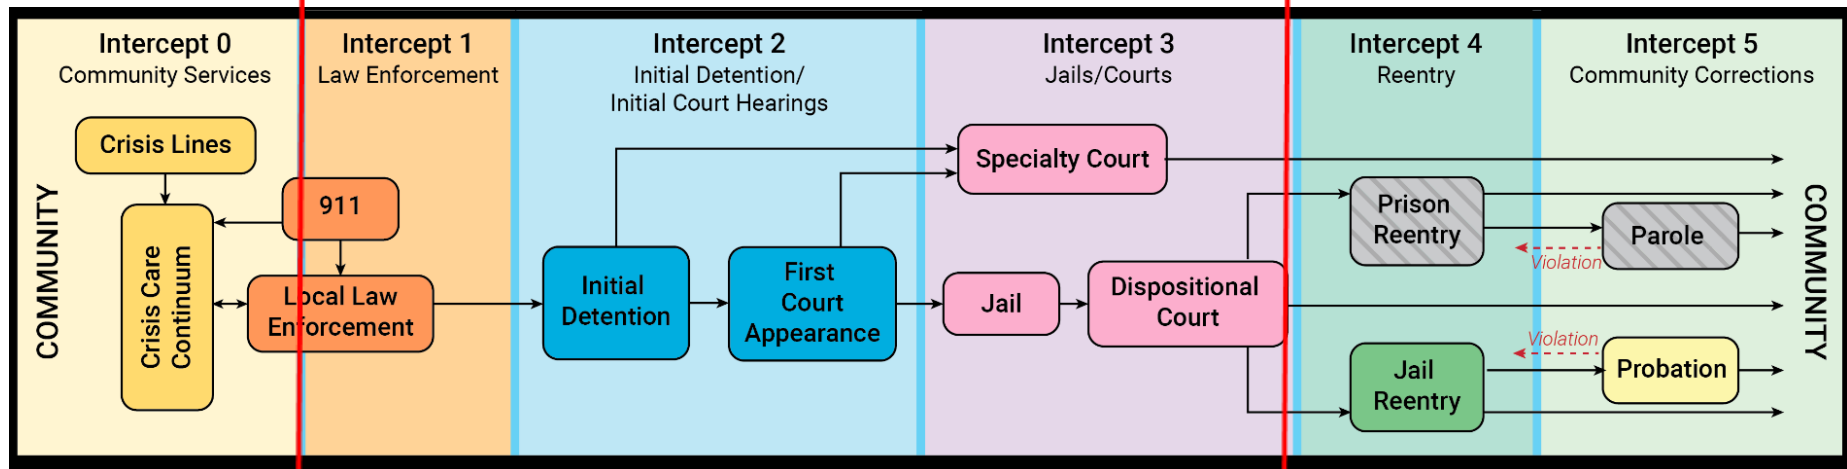 Intercept 0
Community Services
Intercept 1
Law Enforcement
Intercept 2
Initial Detention/
Initial Court Hearings
Intercept 3
Jails/Courts
Intercept 4
Reentry
Intercept 5
Community Corrections
COMMUNITY
Crisis Lines
Crisis Care
Continuum
911
Local Law
Enforcement
Initial
Detention
First
Court
Appearance
Specialty Court
Jail
Dispositional
Court
Prison
Reentry
Violation
Parole
Jail
Reentry
Violation
Probation
COMMUNITY